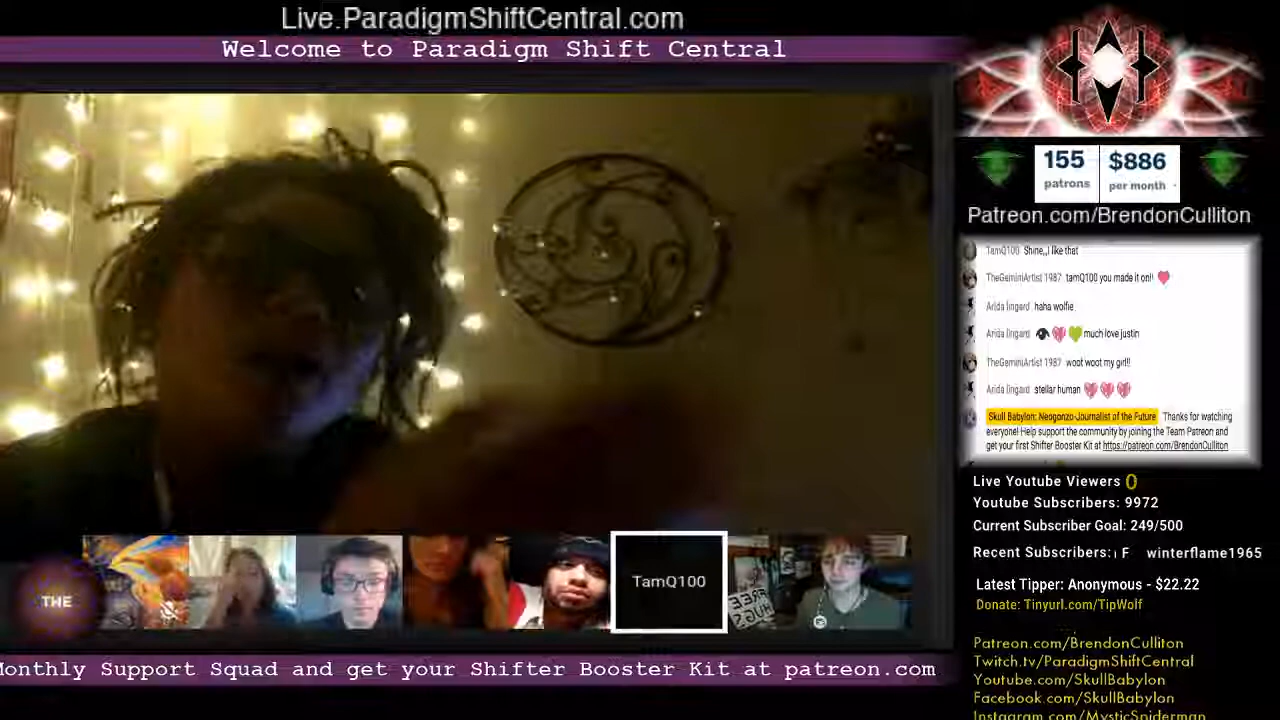 Live.ParadigmShiftCentral.com
Welcome to Paradigm Shift Central
155
patrons
$886
per month
Patreon.com/BrendonCulliton
TamQ100 Shine,,I like that
TheGeminiArtist 1987 tamQ100 you made it on!!
Arida lingard haha wolfie
Arida lingard much love justin
TheGeminiArtist 1987 woot woot my girl!!
Arida lingard stellar human
Skull Babylon: Neogonzo-Journalist of the Future Thanks for watching
everyone! Help support the community by joining the Team Patreon and
get your first Shifter Booster Kit at https://patreon.com/BrendonCulliton
Live Youtube Viewers 0
Youtube Subscribers: 9972
Current Subscriber Goal: 249/500
Recent Subscribers: F winterflame1965
Latest Tipper: Anonymous - $22.22
Donate: Tinyurl.com/TipWolf
Patreon.com/BrendonCulliton
Twitch.tv/ParadigmShiftCentral
Youtube.com/SkullBabylon
Facebook.com/SkullBabylon
Instagram.com/MysticSpiderman
THE
TamQ100
FREE
HUGS
Monthly Support Squad and get your Shifter Booster Kit at patreon.com